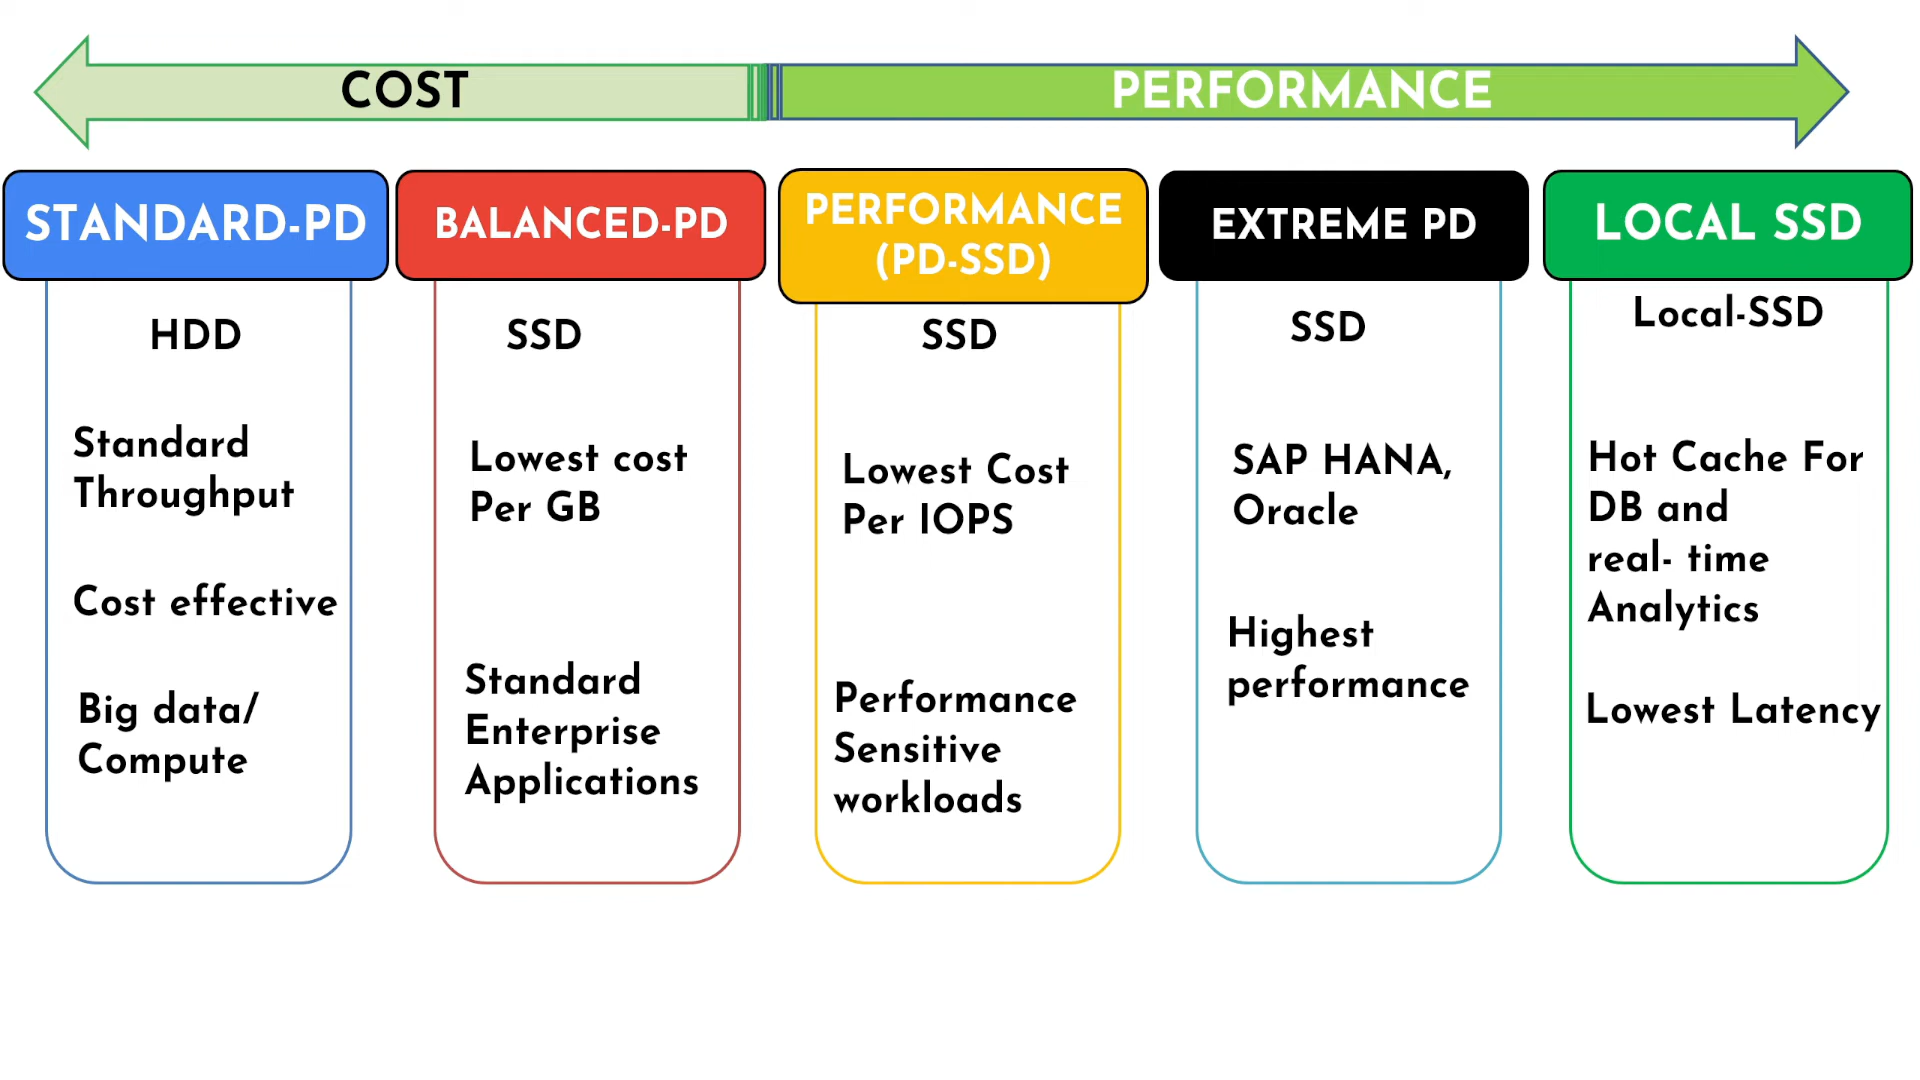 COST
PERFORMANCE
STANDARD-PD
HDD
Standard
Throughput
Cost effective
Big data/
Compute
BALANCED-PD
SSD
Lowest cost
Per GB
Standard
Enterprise
Applications
PERFORMANCE
(PD-SSD)
SSD
Lowest Cost
Per IOPS
Performance
Sensitive
workloads
EXTREME PD
SSD
SAP HANA,
Oracle
Highest
performance
LOCAL SSD
Local-SSD
Hot Cache For
DB and
real- time
Analytics
Lowest Latency